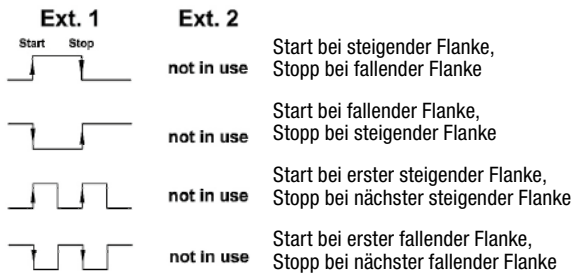 Ext. 1 Ext. 2
Start Stop
not in use
Start bei steigender Flanke,
Stopp bei fallender Flanke
not in use
Start bei fallender Flanke,
Stopp bei steigender Flanke
not in use
Start bei erster steigender Flanke,
Stopp bei nächster steigender Flanke
not in use
Start bei erster fallender Flanke,
Stopp bei nächster fallender Flanke